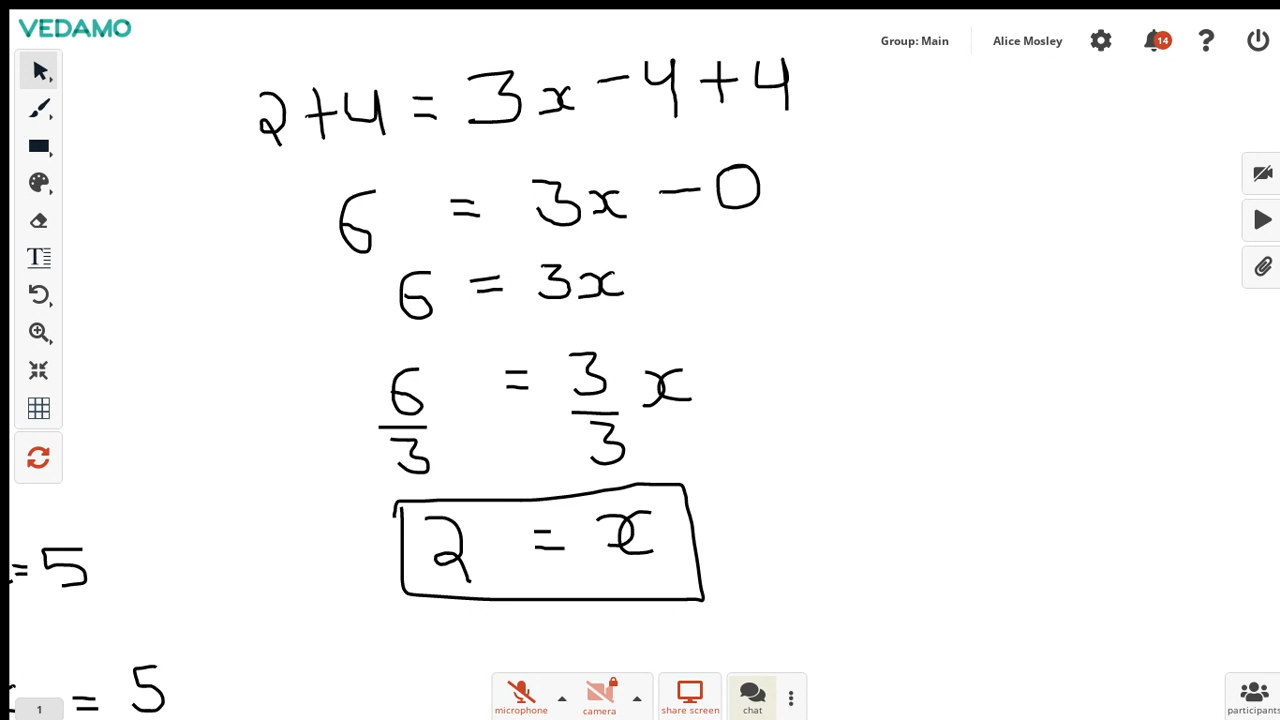 VEDAMO
Group: Main
Alice Mosley
14
2+4 = 3x - 4 + 4
6 = 3x - 0
6 = 3x
6/3 = 3/3 x
2 = x
= 5
= 5
1
microphone
camera
share screen
chat
participants